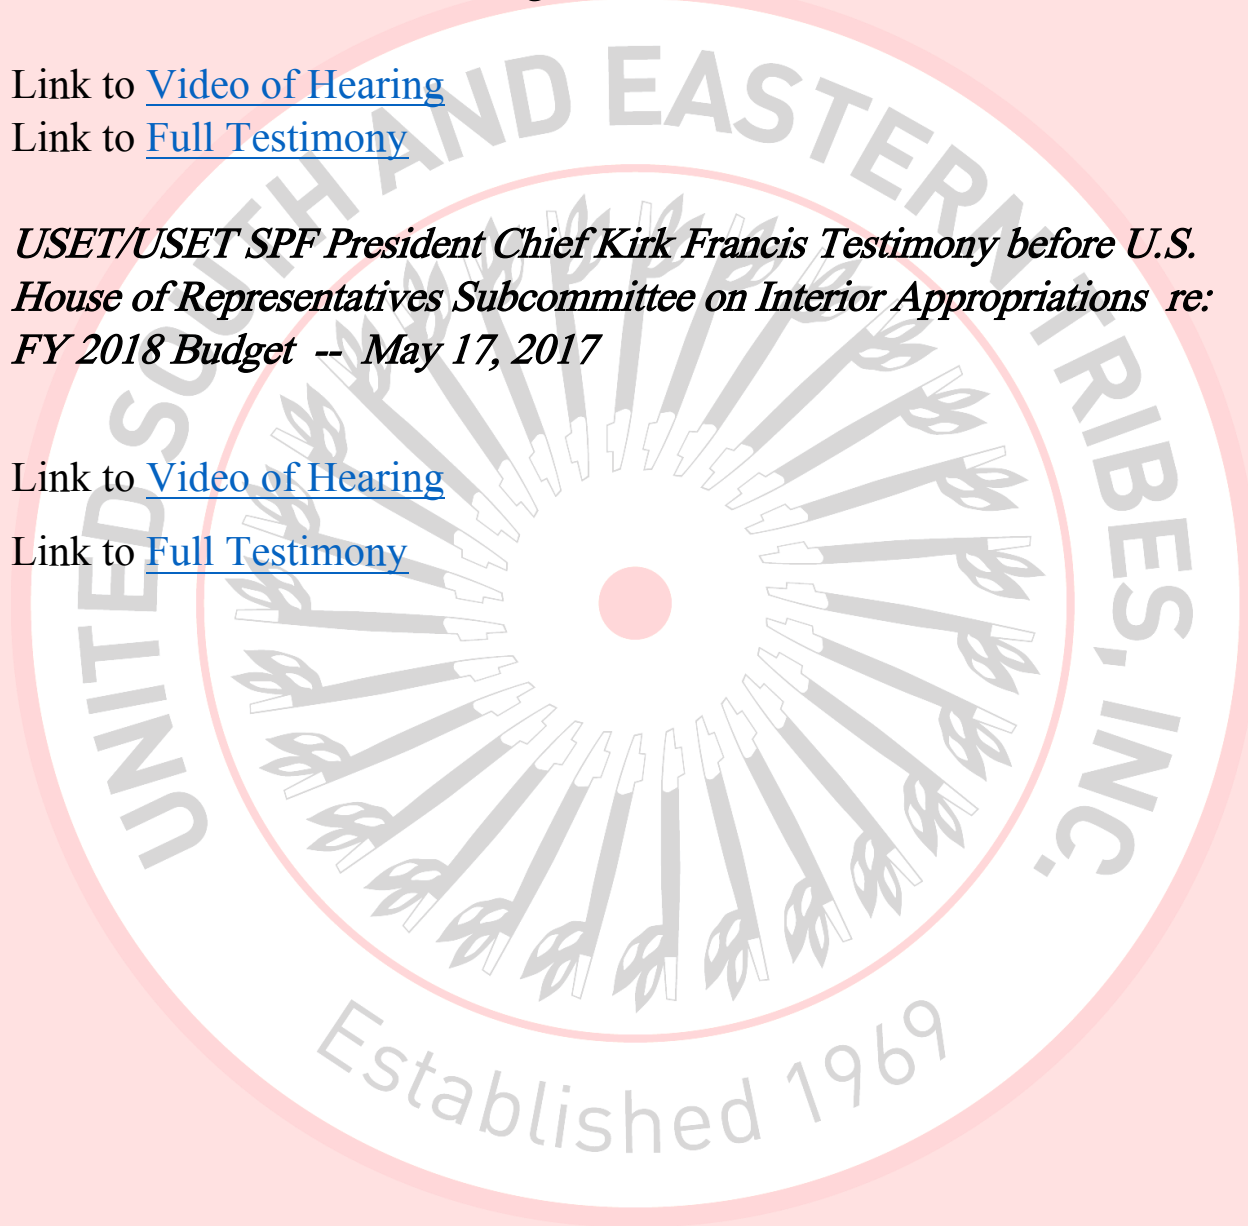 Link to Video of Hearing
Link to Full Testimony
USET/USET SPF President Chief Kirk Francis Testimony before U.S.
House of Representatives Subcommittee on Interior Appropriations  re:
FY 2018 Budget  --  May 17, 2017
Link to Video of Hearing
Link to Full Testimony
UNITED SOUTH AND EASTERN TRIBES, INC.
Established 1969